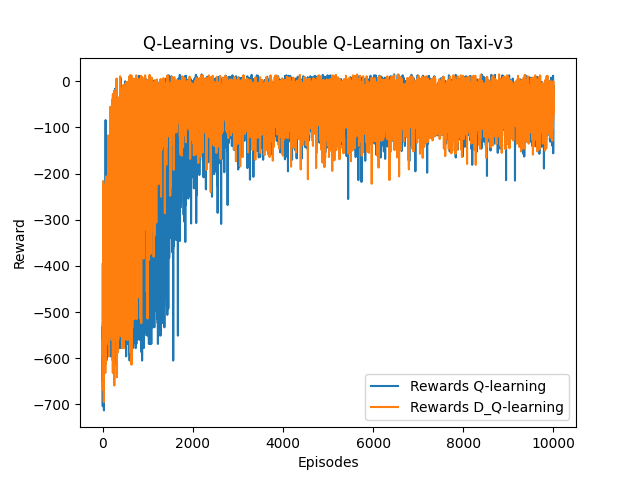 Q-Learning vs. Double Q-Learning on Taxi-v3
0
−100
−200
−300
−400
−500
−600
−700
Reward
0 2000 4000 6000 8000 10000
Episodes
Rewards Q-learning
Rewards D_Q-learning